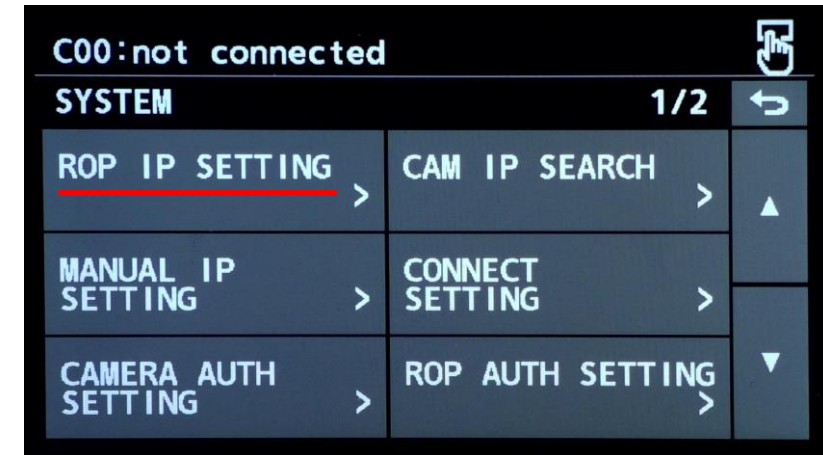 C00:not connected
SYSTEM 1/2
ROP IP SETTING >
CAM IP SEARCH >
MANUAL IP
SETTING >
CONNECT
SETTING >
CAMERA AUTH
SETTING >
ROP AUTH SETTING
>